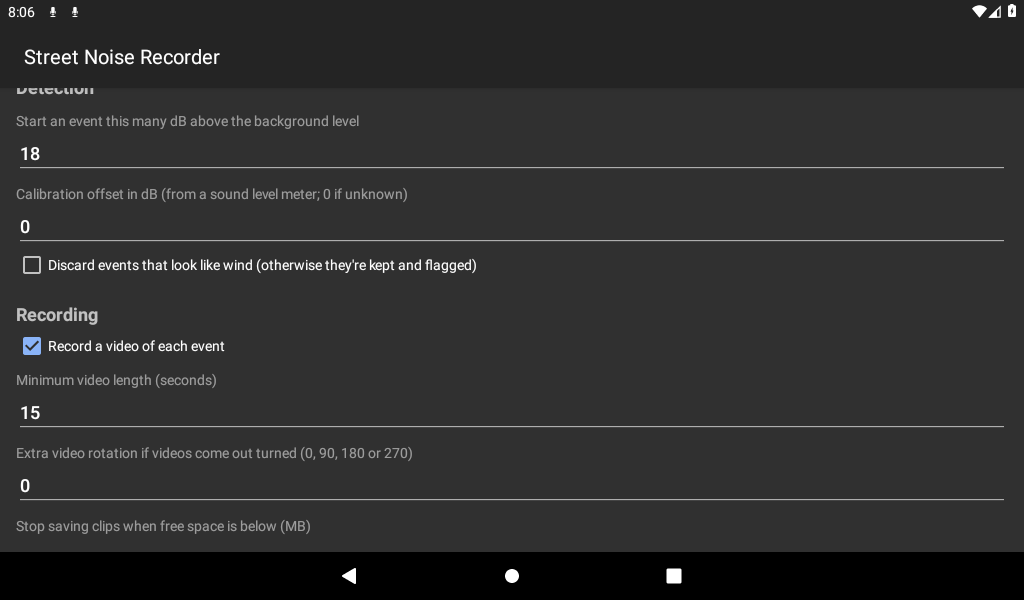 8:06
Street Noise Recorder
Detection
Start an event this many dB above the background level
18
Calibration offset in dB (from a sound level meter; 0 if unknown)
0
Discard events that look like wind (otherwise they're kept and flagged)
Recording
Record a video of each event
Minimum video length (seconds)
15
Extra video rotation if videos come out turned (0, 90, 180 or 270)
0
Stop saving clips when free space is below (MB)